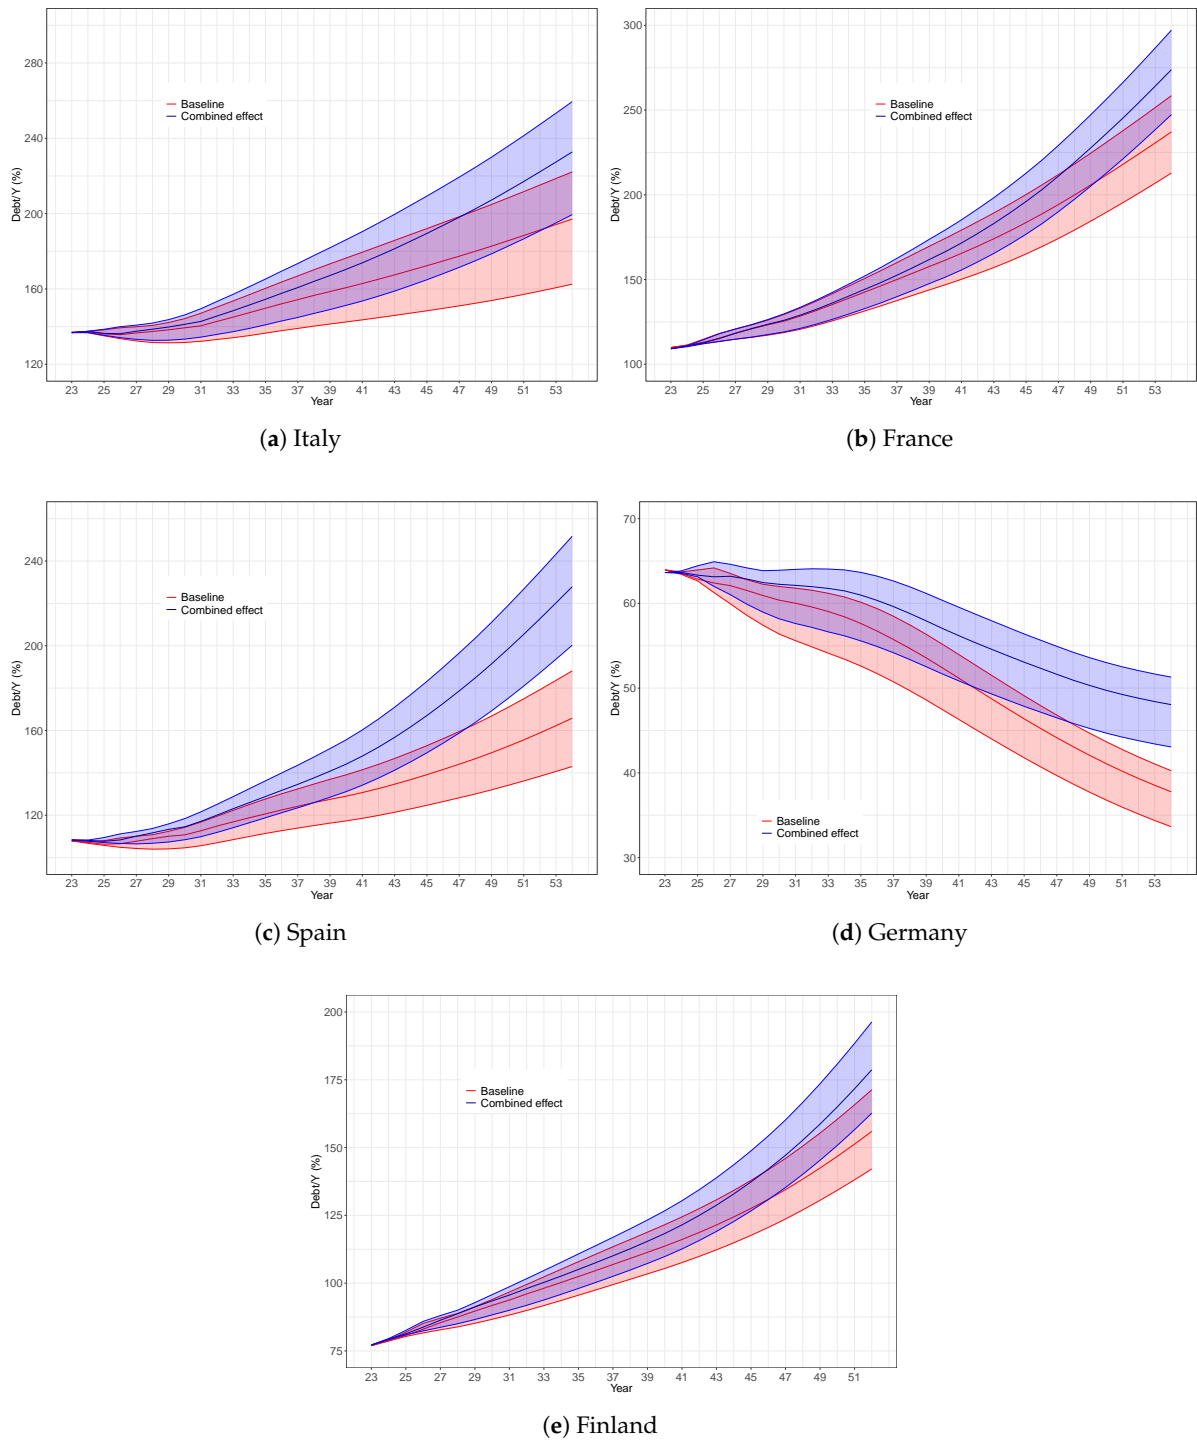 280
240
200
160
120
Debt/Y (%)
Baseline
Combined effect
23 25 27 29 31 33 35 37 39 41 43 45 47 49 51 53
Year
(a) Italy
300
250
200
150
100
Debt/Y (%)
Baseline
Combined effect
23 25 27 29 31 33 35 37 39 41 43 45 47 49 51 53
Year
(b) France
240
200
160
120
Debt/Y (%)
Baseline
Combined effect
23 25 27 29 31 33 35 37 39 41 43 45 47 49 51 53
Year
(c) Spain
70
60
50
40
30
Debt/Y (%)
Baseline
Combined effect
23 25 27 29 31 33 35 37 39 41 43 45 47 49 51 53
Year
(d) Germany
200
175
150
125
100
75
Debt/Y (%)
Baseline
Combined effect
23 25 27 29 31 33 35 37 39 41 43 45 47 49 51
Year
(e) Finland